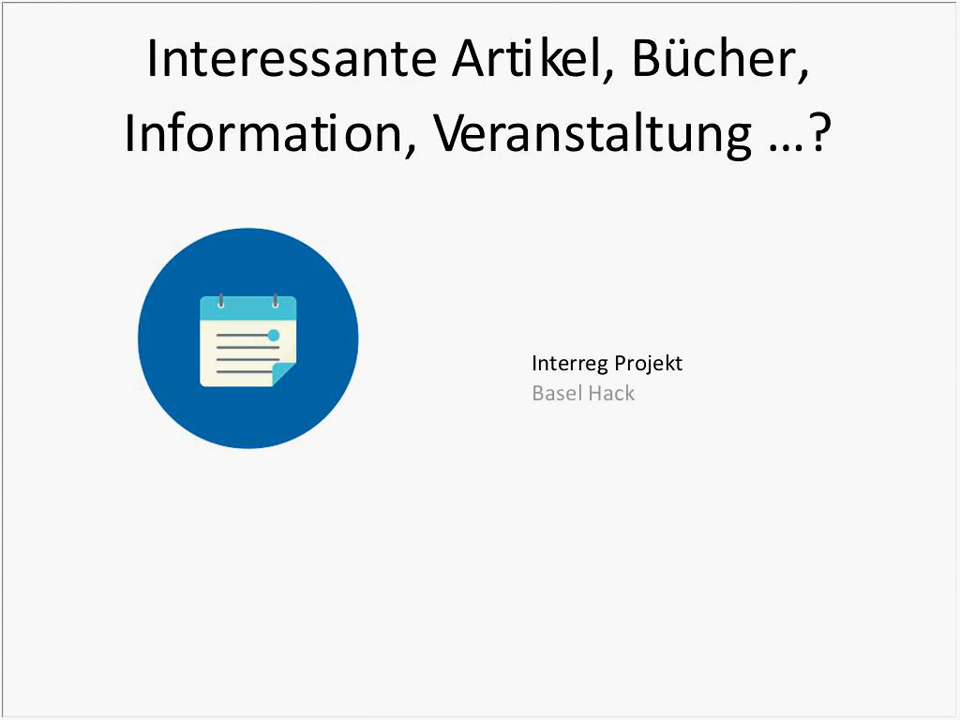 Interessante Artikel, Bücher,
Information, Veranstaltung …?
Interreg Projekt
Basel Hack